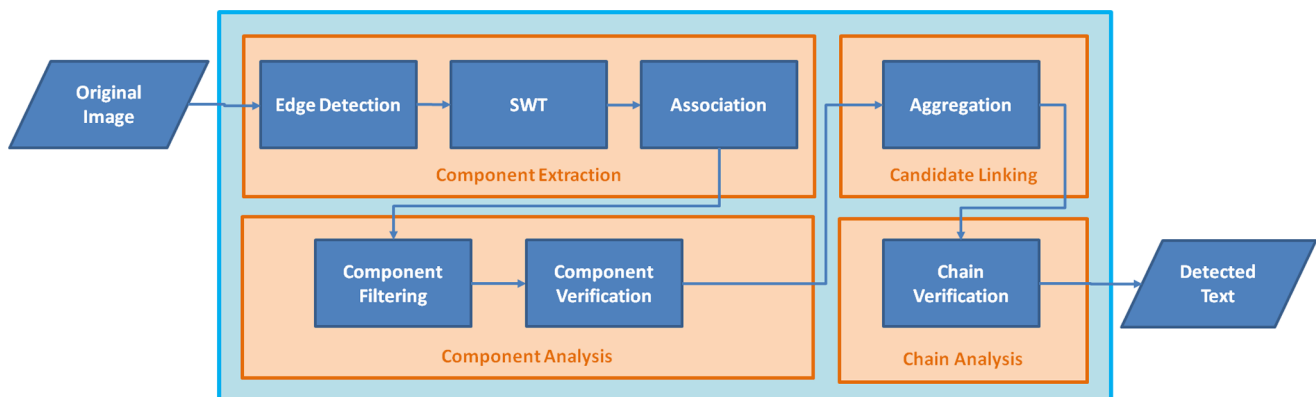 Original
Image
Edge Detection
SWT
Association
Component Extraction
Component
Filtering
Component
Verification
Component Analysis
Aggregation
Candidate Linking
Chain
Verification
Chain Analysis
Detected
Text